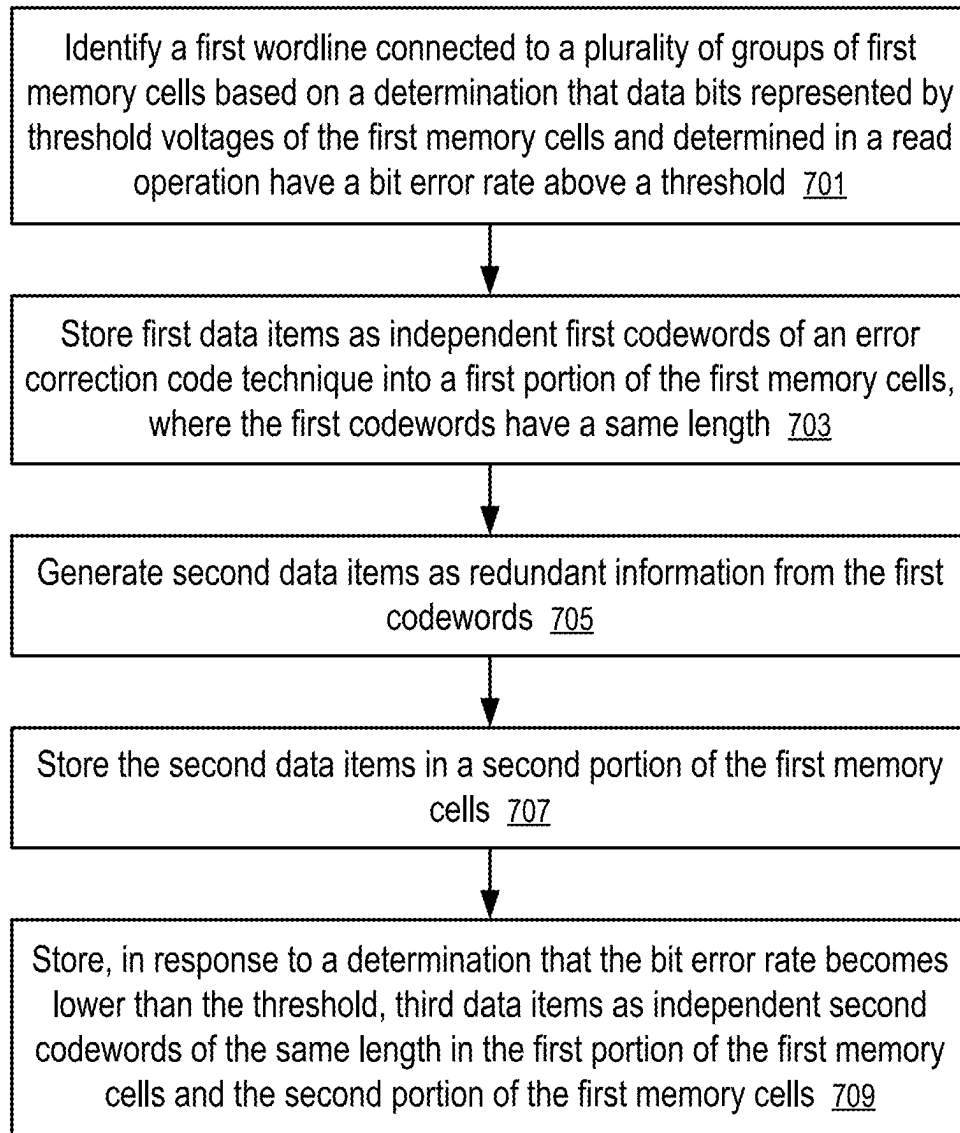 Identify a first wordline connected to a plurality of groups of first
memory cells based on a determination that data bits represented by
threshold voltages of the first memory cells and determined in a read
operation have a bit error rate above a threshold 701
Store first data items as independent first codewords of an error
correction code technique into a first portion of the first memory cells,
where the first codewords have a same length 703
Generate second data items as redundant information from the first
codewords 705
Store the second data items in a second portion of the first memory
cells 707
Store, in response to a determination that the bit error rate becomes
lower than the threshold, third data items as independent second
codewords of the same length in the first portion of the first memory
cells and the second portion of the first memory cells 709